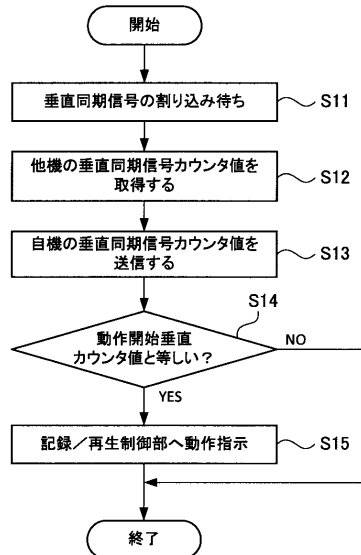 開始
垂直同期信号の割り込み待ち
S11
他機の垂直同期信号カウンタ値を
取得する
S12
自機の垂直同期信号カウンタ値を
送信する
S13
S14
動作開始垂直
カウンタ値と等しい?
NO
YES
記録/再生制御部へ動作指示
S15
終了